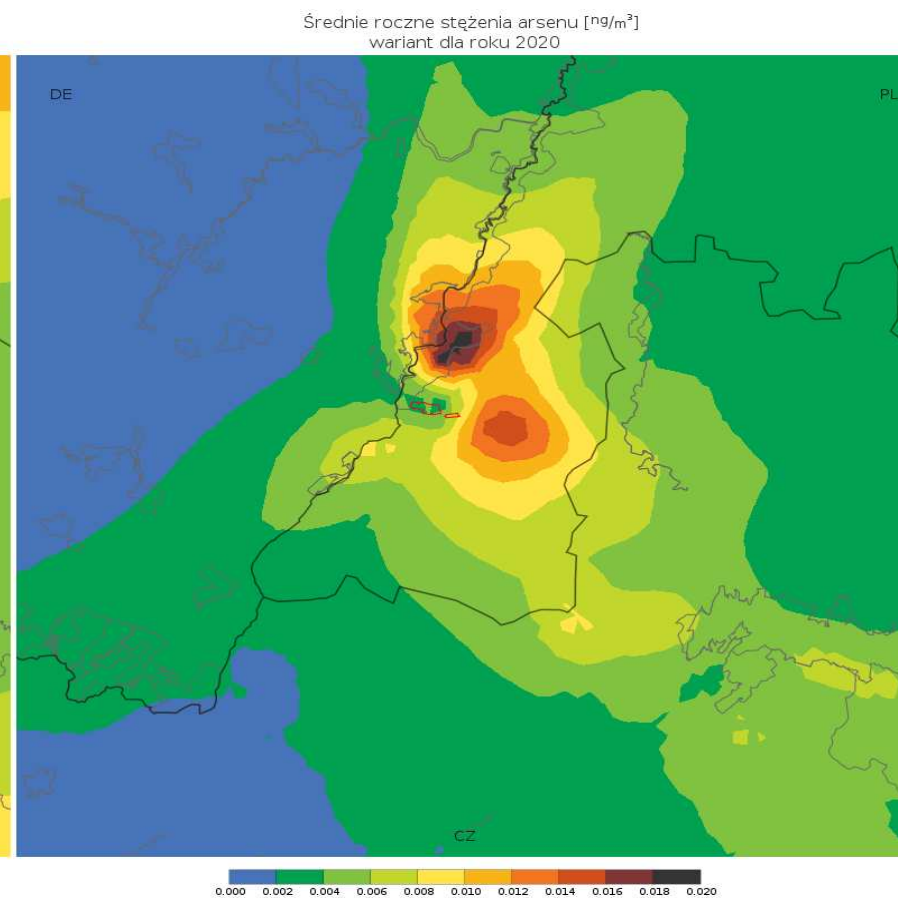 Średnie roczne stężenia arsenu [ng/m³]
wariant dla roku 2020
DE
PL
CZ
0.000 0.002 0.004 0.006 0.008 0.010 0.012 0.014 0.016 0.018 0.020